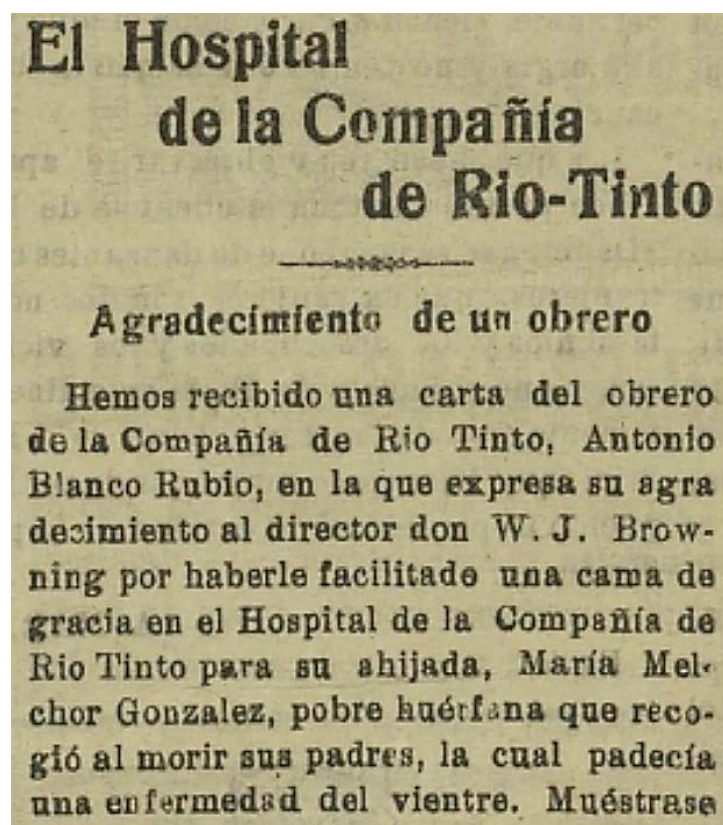 El Hospital
de la Compañía
de Rio-Tinto
Agradecimiento de un obrero
Hemos recibido una carta del obrero
de la Compañía de Rio Tinto, Antonio
Blanco Rubio, en la que expresa su agra
decimiento al director don W. J. Brow-
ning por haberle facilitado una cama de
gracia en el Hospital de la Compañía de
Rio Tinto para su ahijada, María Mel-
chor Gonzalez, pobre huérfana que reco-
gió al morir sus padres, la cual padecía
una enfermedad del vientre. Muéstrase